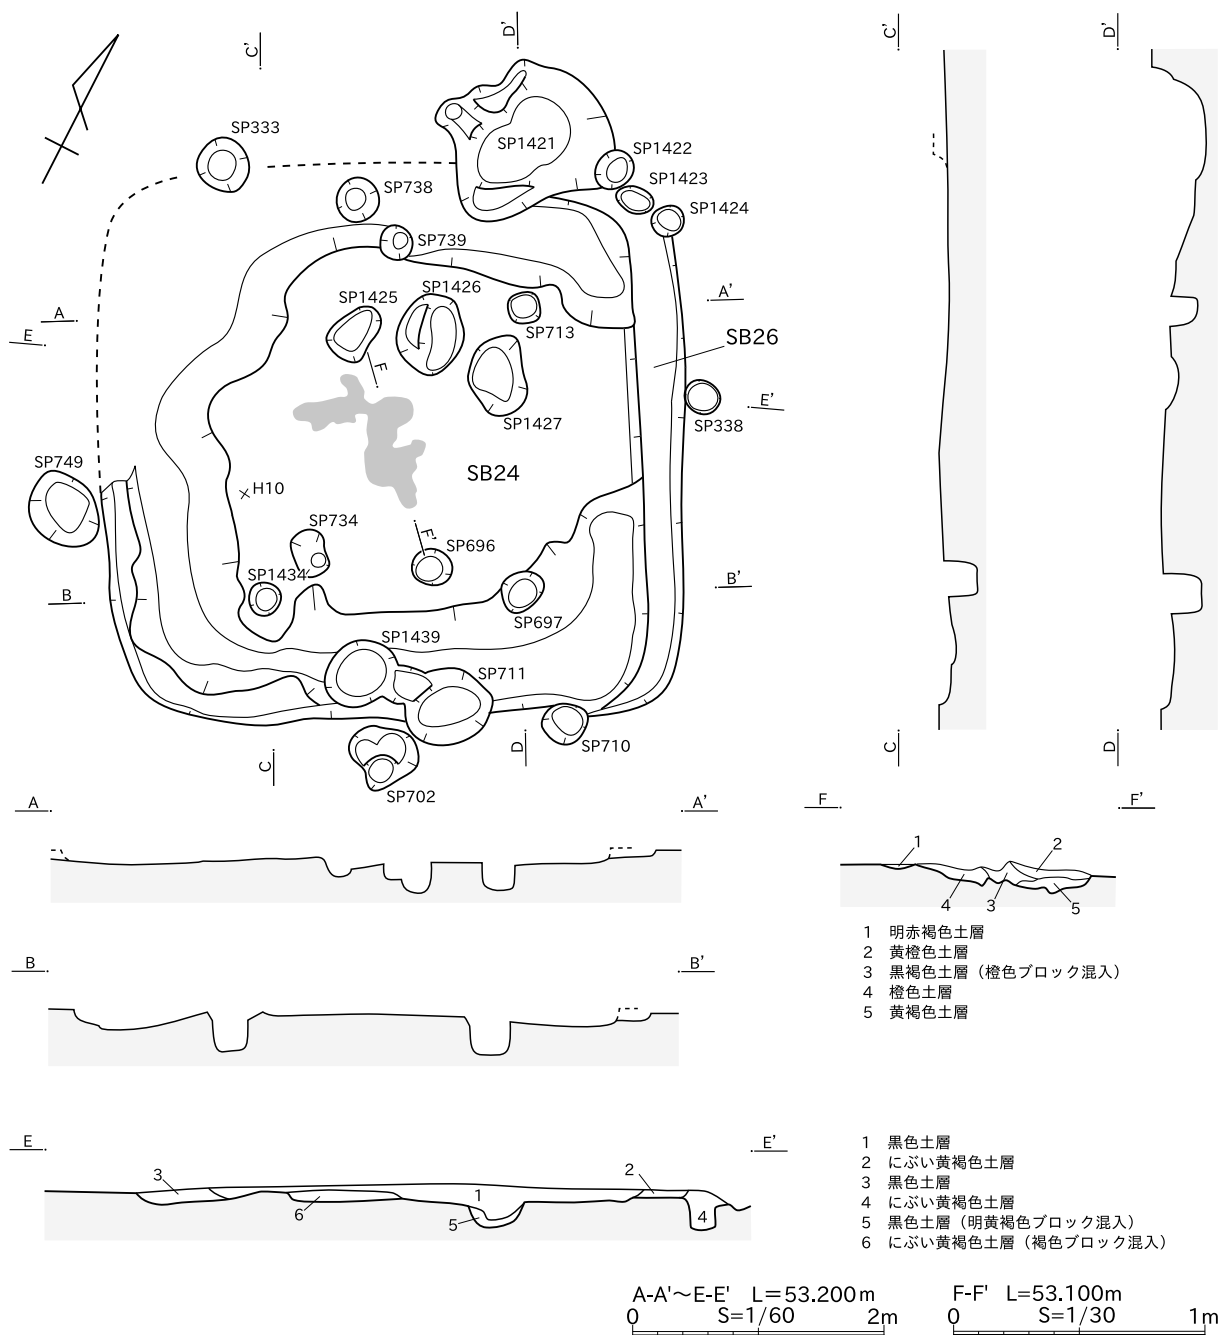 C'
D'
C'
D'
SP333
SP1421
SP1422
SP738
SP1423
SP1424
SP739
SP1425
SP1426
A
A'
E
SP713
SB26
F
E'
SP338
SP1427
SP749
SB24
H10
SP734
F'
SP696
SP1434
B
B'
SP697
SP1439
SP711
C
D
SP710
C
D
SP702
A
A'
F
F'
1
2
4
3
5
1 明赤褐色土層
2 黄橙色土層
3 黒褐色土層(橙色ブロック混入)
4 橙色土層
5 黄褐色土層
B
B'
E
E'
3
2
1
6
5
4
1 黒色土層
2 にぶい黄褐色土層
3 黒色土層
4 にぶい黄褐色土層
5 黒色土層(明黄褐色ブロック混入)
6 にぶい黄褐色土層(褐色ブロック混入)
A-A'~E-E' L=53.200m
0 S=1/60 2m
F-F' L=53.100m
0 S=1/30 1m